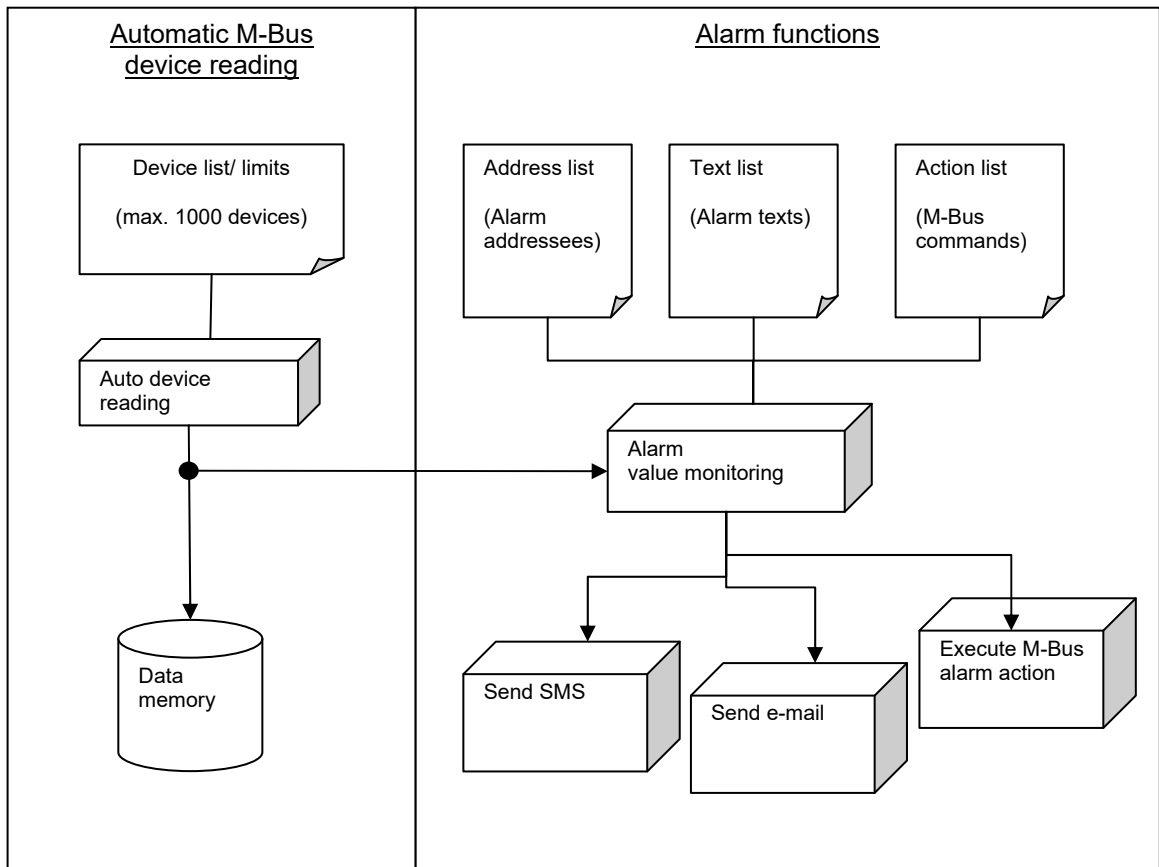 Automatic M-Bus
device reading
Alarm functions
Device list/ limits
(max. 1000 devices)
Address list
(Alarm
addressees)
Text list
(Alarm texts)
Action list
(M-Bus
commands)
Auto device
reading
Alarm
value monitoring
Data
memory
Send SMS
Send e-mail
Execute M-Bus
alarm action